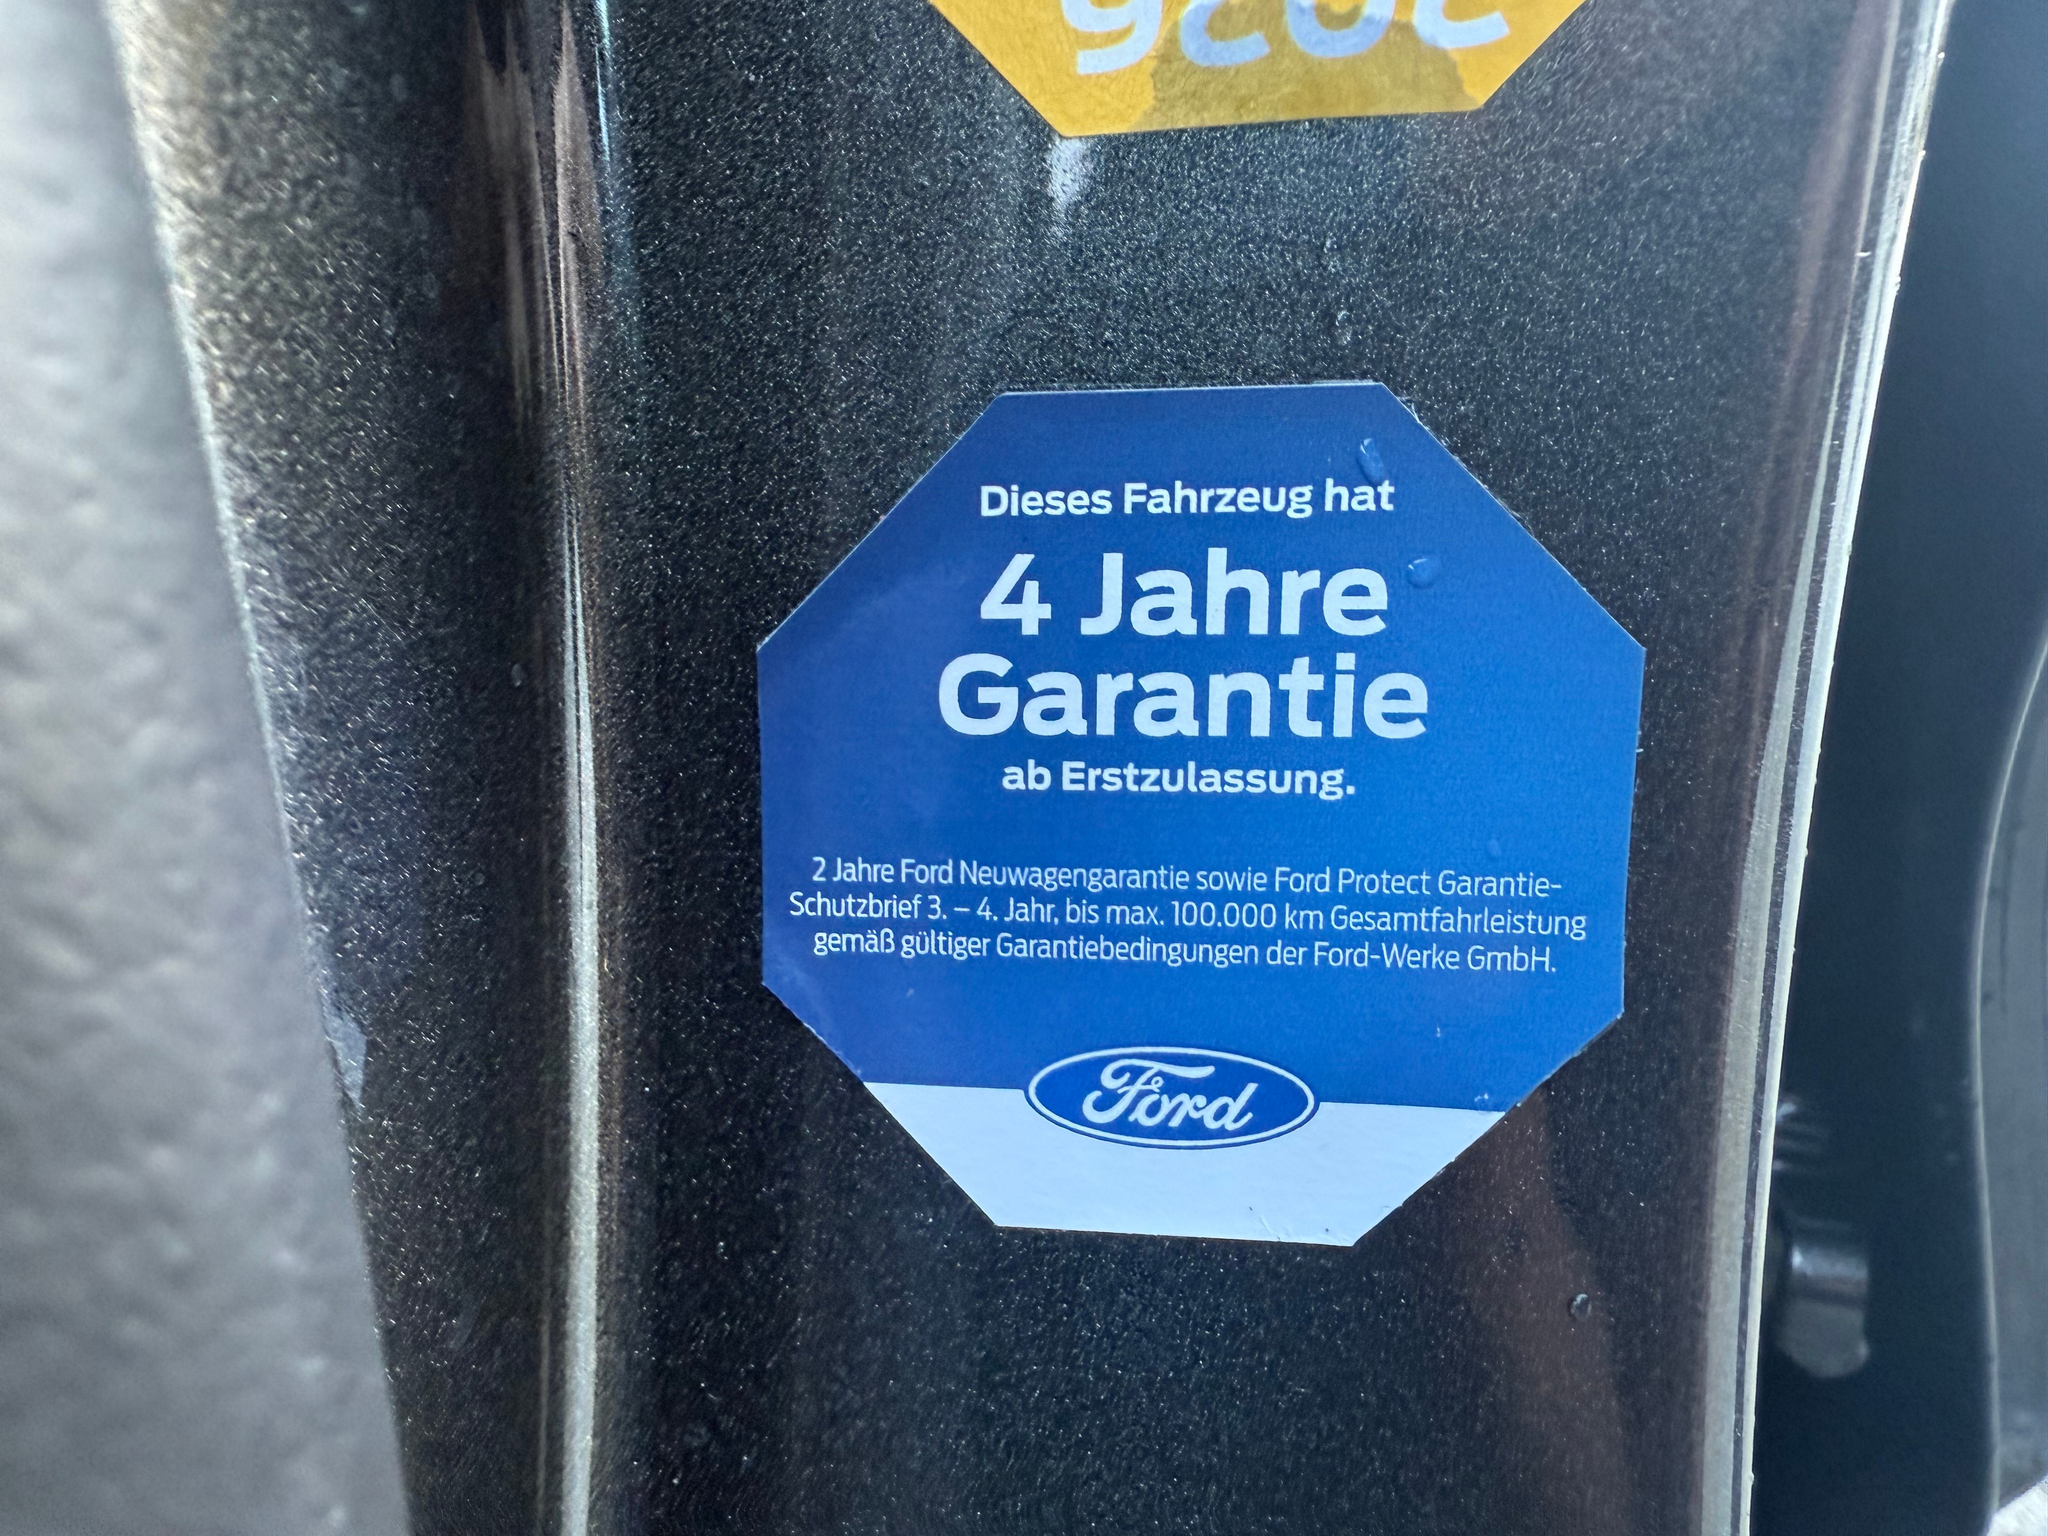 Dieses Fahrzeug hat
4 Jahre
Garantie
ab Erstzulassung.
2 Jahre Ford Neuwagengarantie sowie Ford Protect Garantie-
Schutzbrief 3. – 4. Jahr, bis max. 100.000 km Gesamtfahrleistung
gemäß gültiger Garantiebedingungen der Ford-Werke GmbH.
Ford